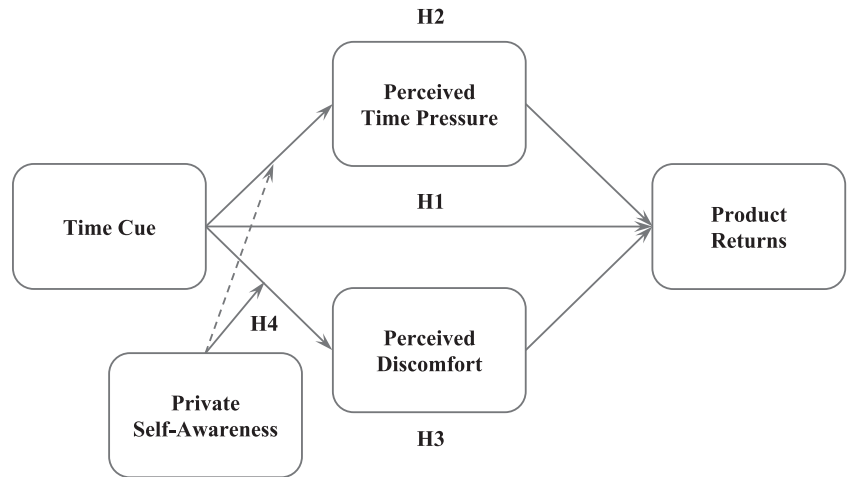 H2
Perceived
Time Pressure
Time Cue
H1
Product
Returns
H4
Perceived
Discomfort
Private
Self-Awareness
H3